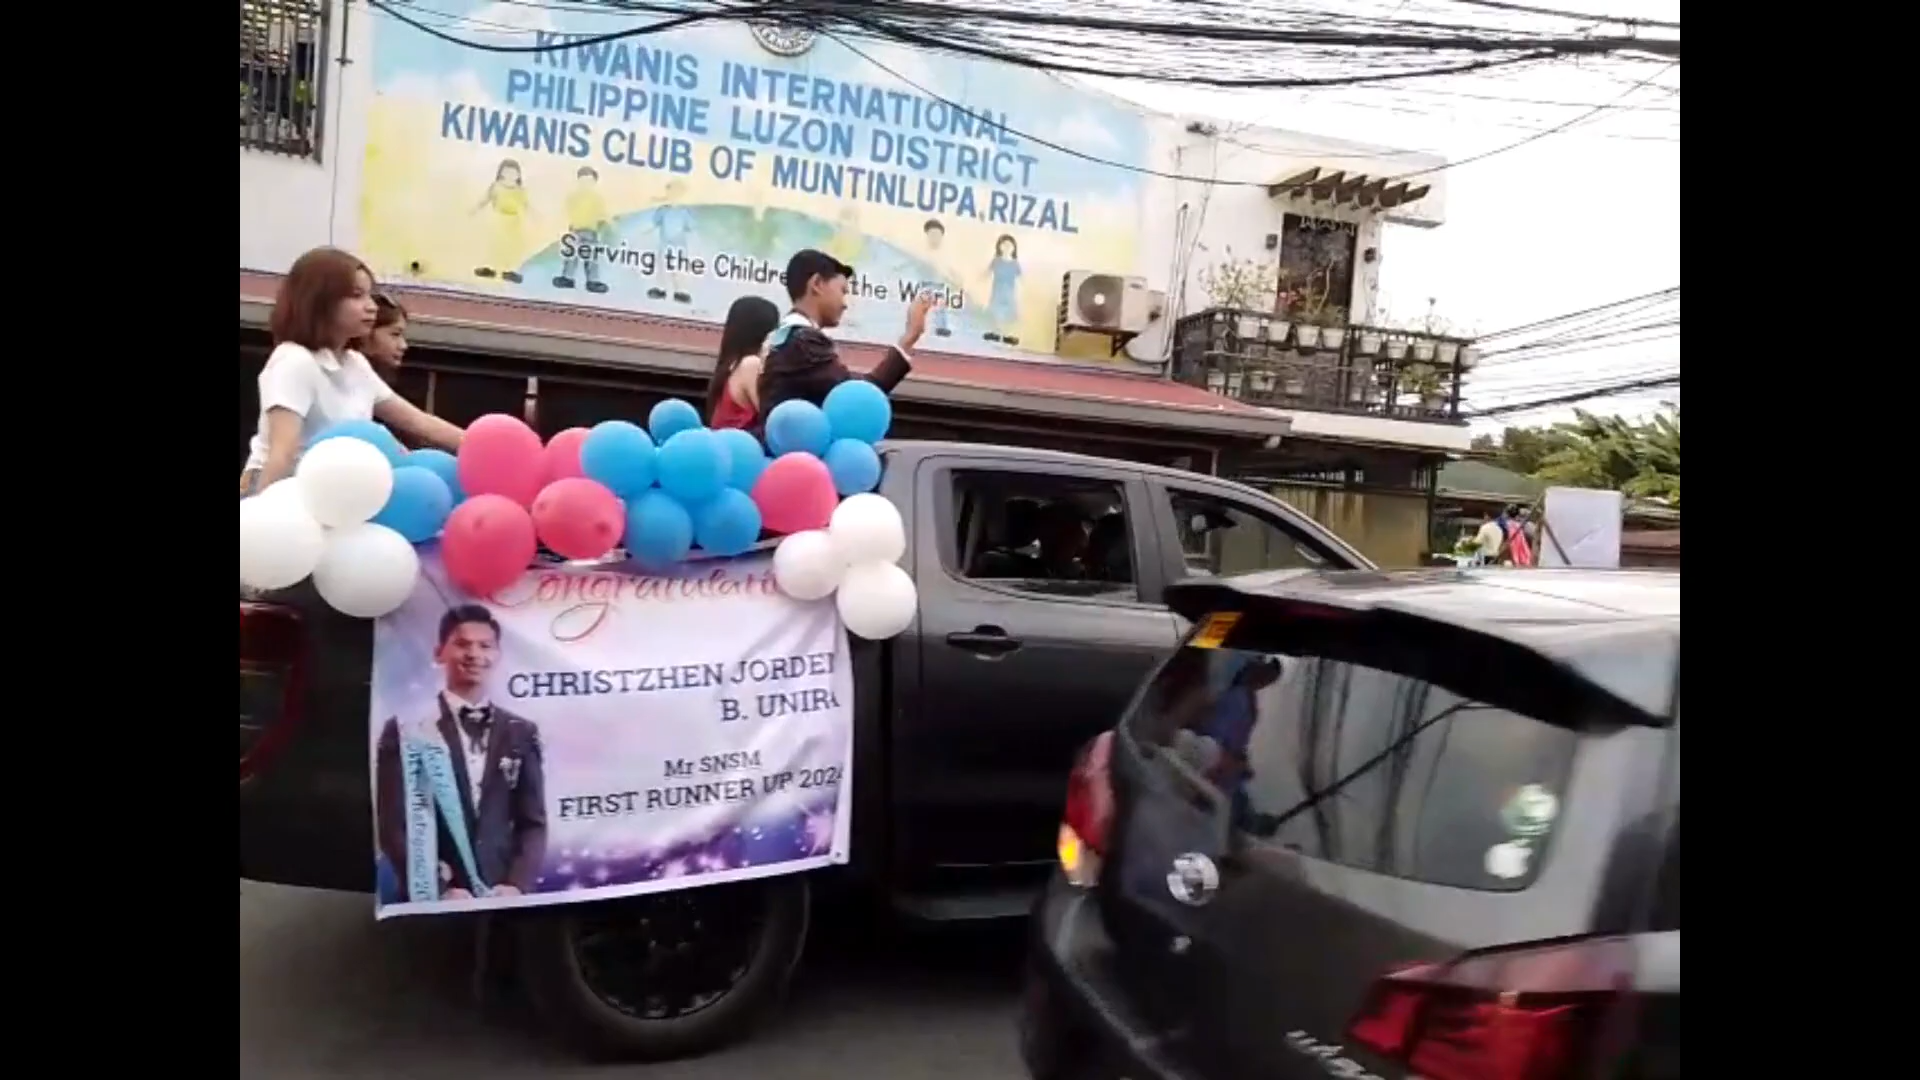 KIWANIS INTERNATIONAL
PHILIPPINE LUZON DISTRICT
KIWANIS CLUB OF MUNTINLUPA, RIZAL
Serving the Childre the World
Congratulati
CHRISTZHEN JORDE
B. UNIR
Mr SNSM
FIRST RUNNER UP 202